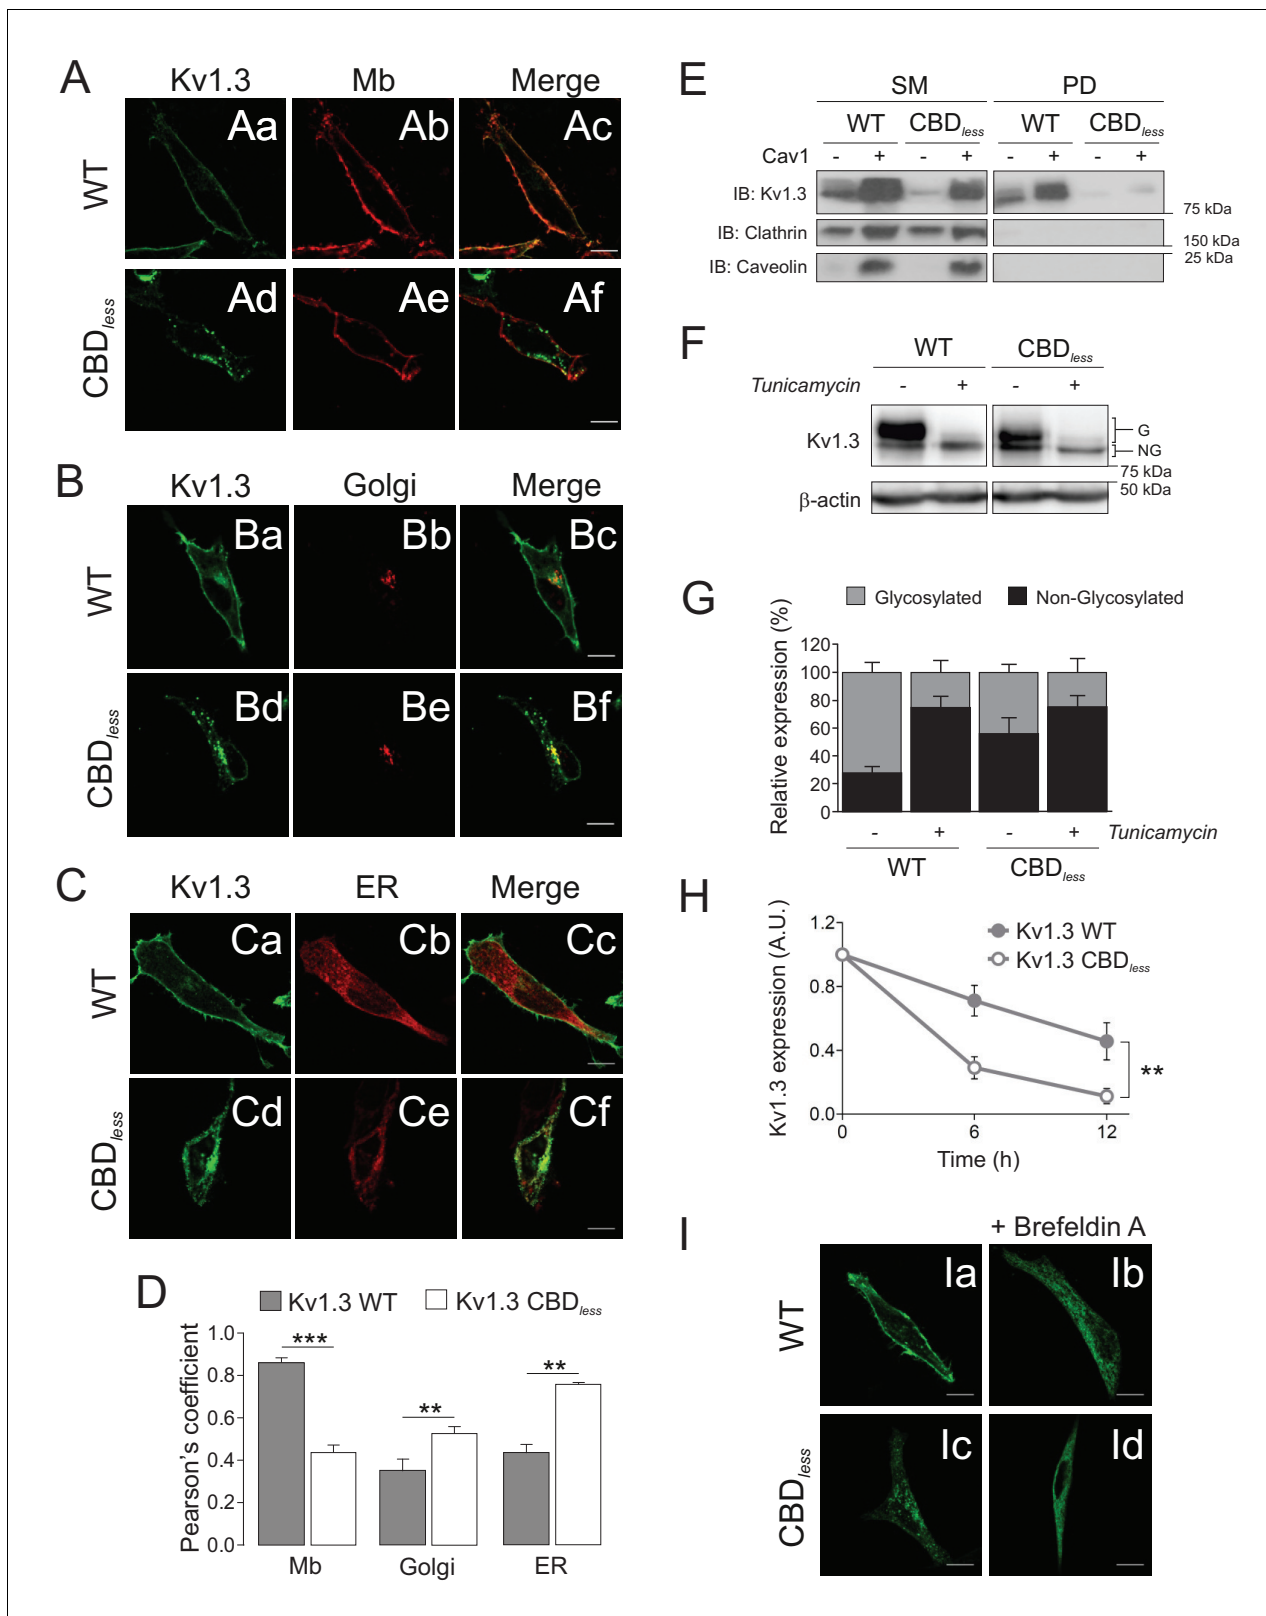 A
Kv1.3 Mb Merge
WT
Aa Ab Ac
CBDless
Ad Ae Af
B
Kv1.3 Golgi Merge
WT
Ba Bb Bc
CBDless
Bd Be Bf
C
Kv1.3 ER Merge
WT
Ca Cb Cc
CBDless
Cd Ce Cf
D
Kv1.3 WT Kv1.3 CBDless
Pearson's coefficient
1.0
0.8
0.6
0.4
0.2
0.0
*** ** **
Mb Golgi ER
E
SM PD
WT CBDless WT CBDless
Cav1 - + - + - + - +
IB: Kv1.3
75 kDa
IB: Clathrin
150 kDa
25 kDa
IB: Caveolin
F
WT CBDless
Tunicamycin - + - +
Kv1.3
G
NG
75 kDa
50 kDa
β-actin
G
Glycosylated Non-Glycosylated
Relative expression (%)
120
100
80
60
40
20
0
- + - + Tunicamycin
WT CBDless
H
Kv1.3 WT
Kv1.3 CBDless
Kv1.3 expression (A.U.)
1.2
0.8
0.4
0.0
**
0 6 12
Time (h)
I
+ Brefeldin A
WT
Ia Ib
CBDless
Ic Id